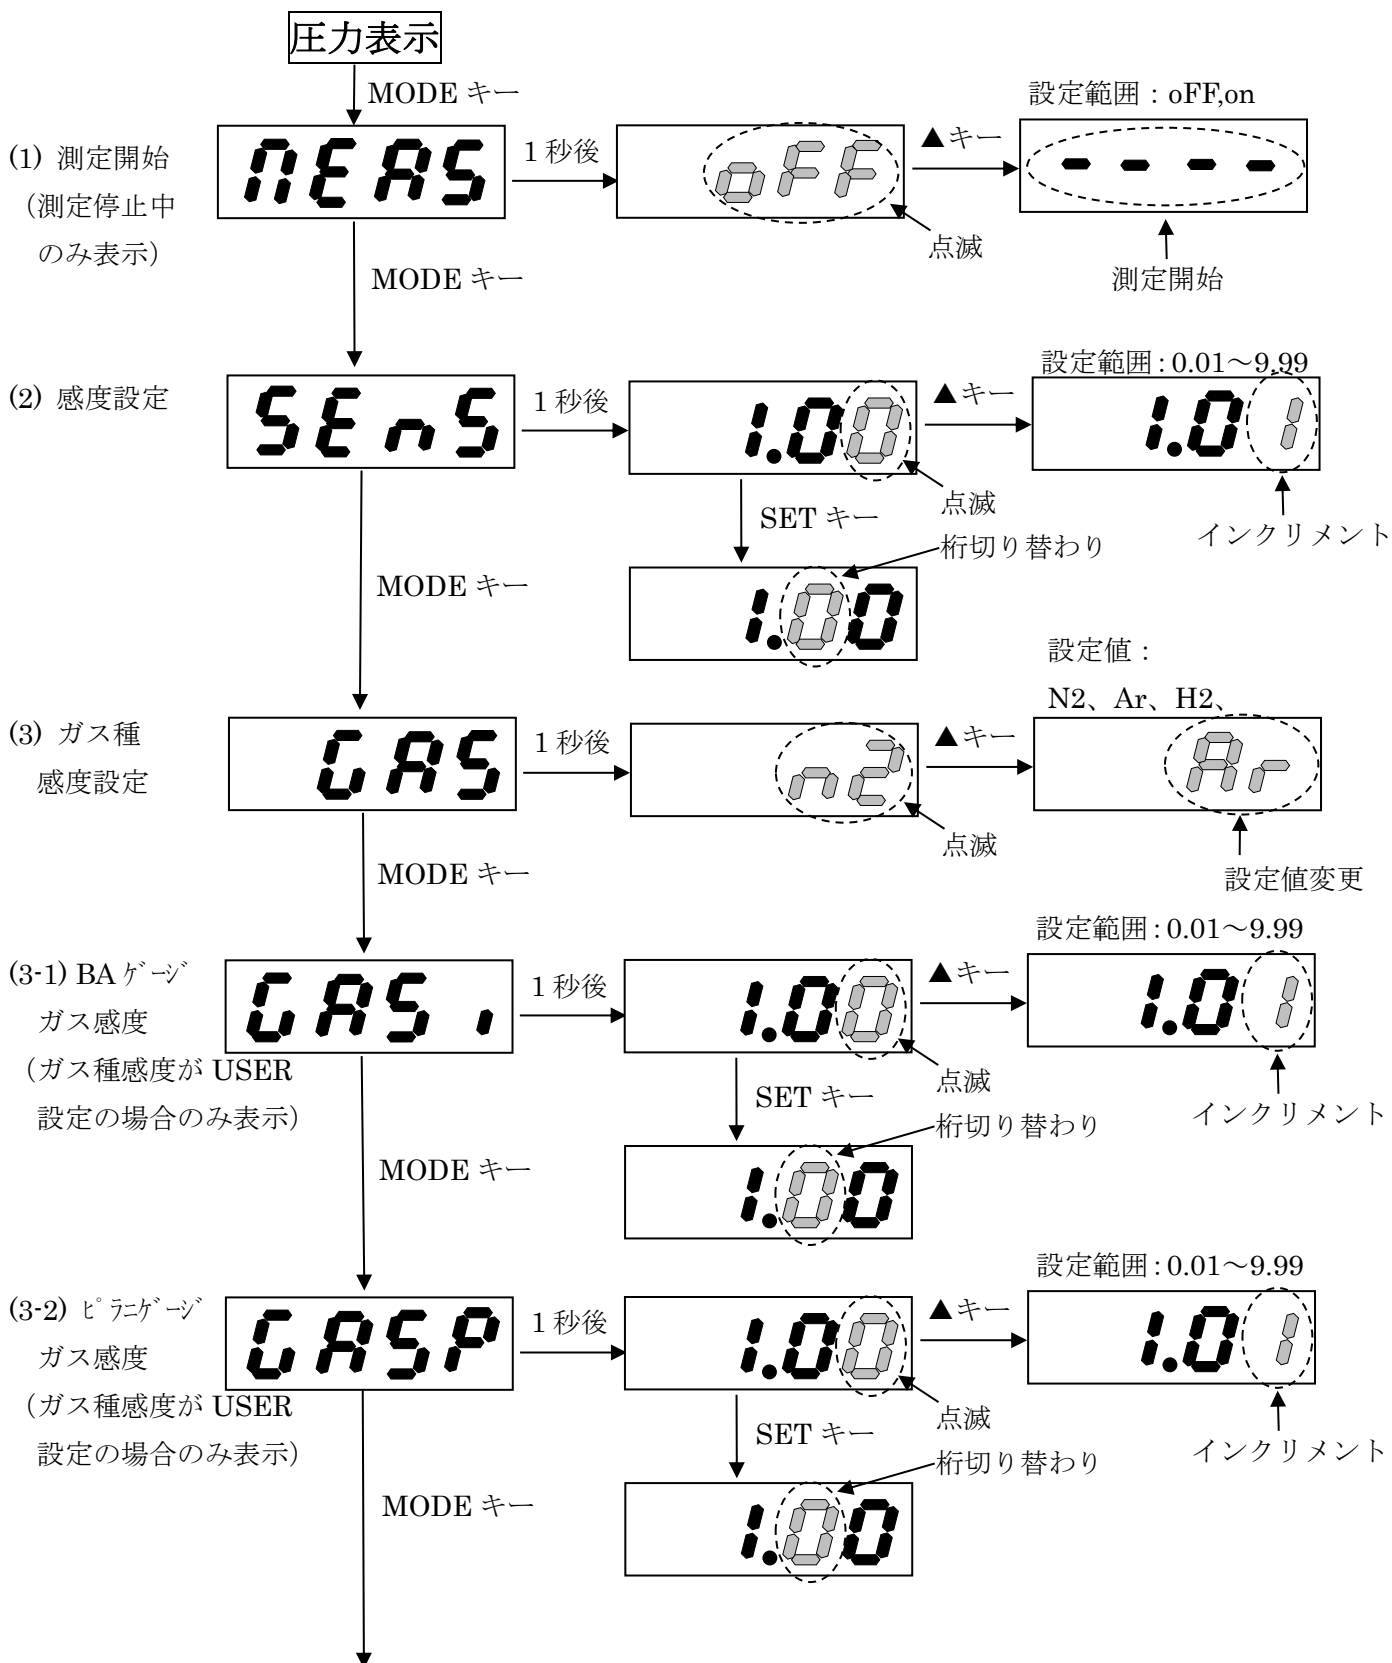 圧力表示
MODE キー
設定範囲：oFF,on
(1) 測定開始
（測定停止中
のみ表示）
MEAS
1 秒後
oFF
▲キー
- - - -
点滅
測定開始
MODE キー
(2) 感度設定
SEnS
1 秒後
1.00
▲キー
設定範囲：0.01～9.99
1.01
点滅
インクリメント
SET キー
桁切り替わり
1.00
MODE キー
(3) ガス種
感度設定
GAS
1 秒後
n2
▲キー
設定値：
N2、Ar、H2、
Ar
点滅
設定値変更
MODE キー
(3-1) BA ｹﾞｰｼﾞ
ガス感度
（ガス種感度が USER
設定の場合のみ表示）
GAS i
1 秒後
1.00
▲キー
設定範囲：0.01～9.99
1.01
点滅
インクリメント
SET キー
桁切り替わり
1.00
MODE キー
(3-2) ﾋﾟﾗﾆｹﾞｰｼﾞ
ガス感度
（ガス種感度が USER
設定の場合のみ表示）
GASP
1 秒後
1.00
▲キー
設定範囲：0.01～9.99
1.01
点滅
インクリメント
SET キー
桁切り替わり
1.00
MODE キー